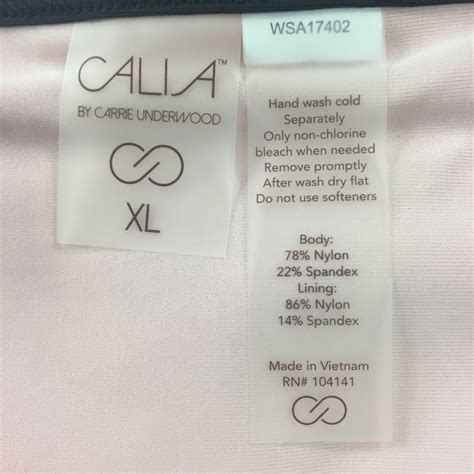 CALIA™
BY CARRIE UNDERWOOD
XL
WSA17402
Hand wash cold
Separately
Only non-chlorine
bleach when needed
Remove promptly
After wash dry flat
Do not use softeners
Body:
78% Nylon
22% Spandex
Lining:
86% Nylon
14% Spandex
Made in Vietnam
RN# 104141